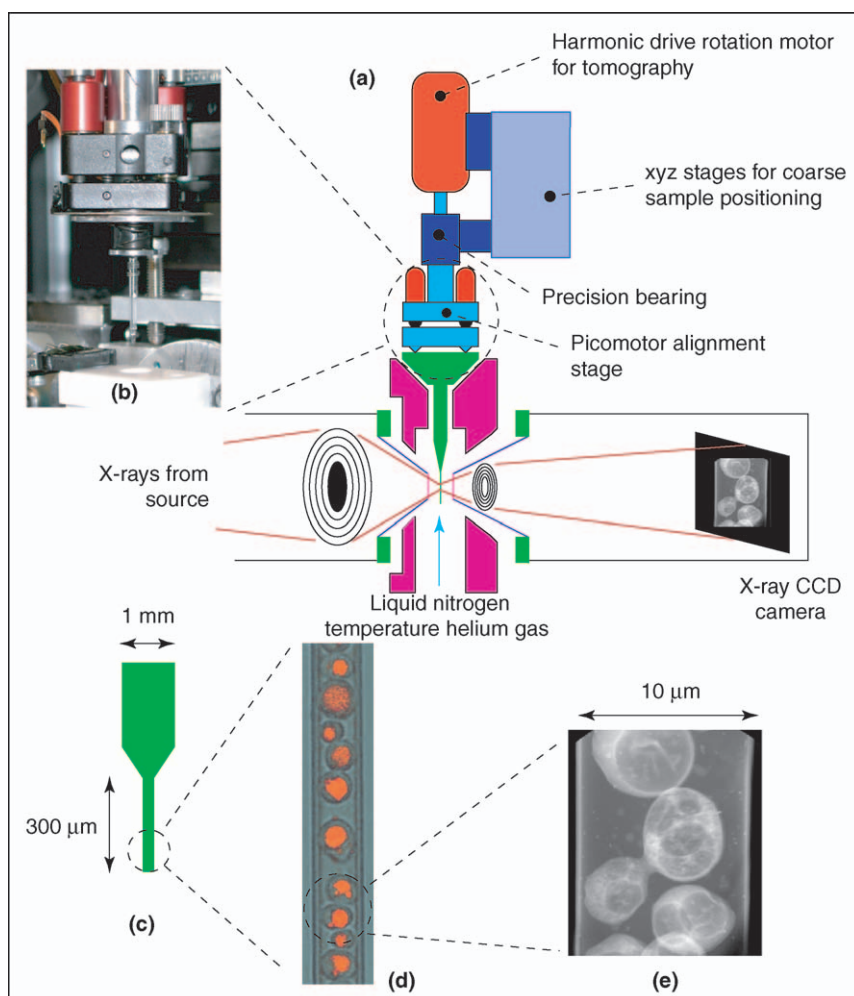 (a)
Harmonic drive rotation motor
for tomography
xyz stages for coarse
sample positioning
Precision bearing
Picomotor alignment
stage
(b)
X-rays from
source
X-ray CCD
camera
Liquid nitrogen
temperature helium gas
1 mm
300 μm
(c)
(d)
10 μm
(e)